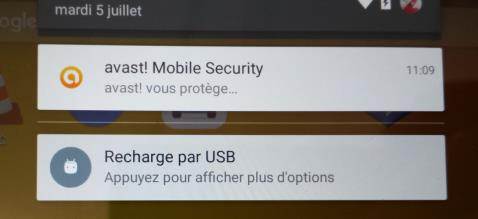 mardi 5 juillet
ogle
avast! Mobile Security 11:09
avast! vous protège…
Recharge par USB
Appuyez pour afficher plus d'options